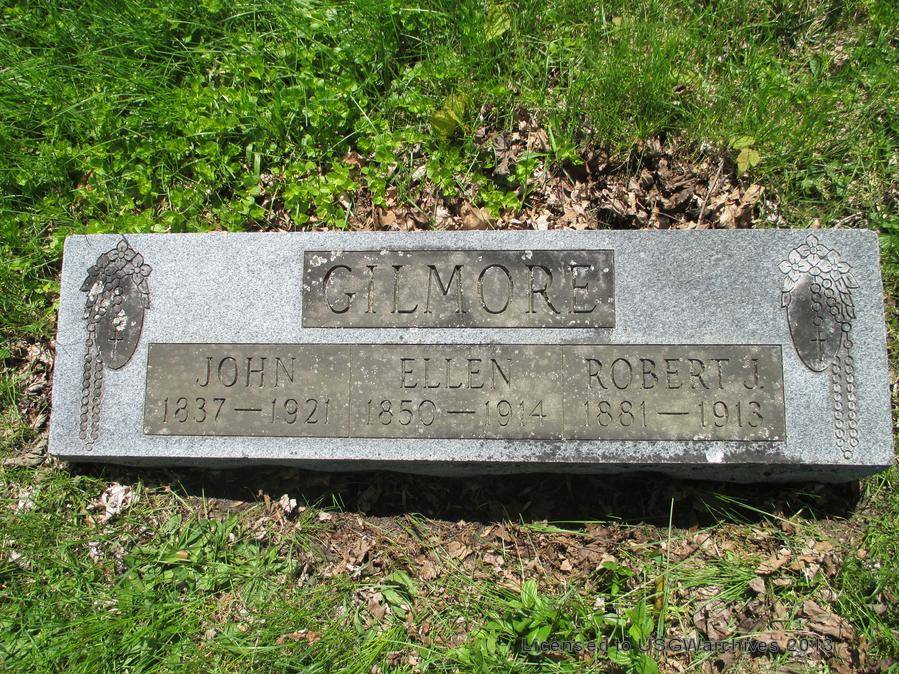 GILMORE
JOHN ELLEN ROBERT J.
1837—1921 1850—1914 1881—1913
Licensed to USGWarchives 2013